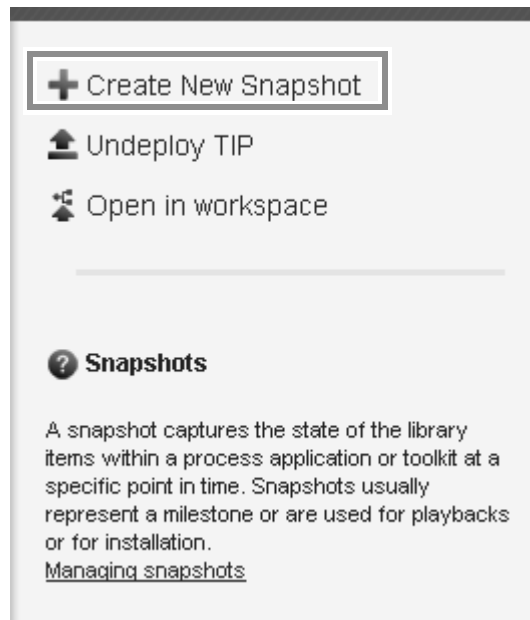 Create New Snapshot
Undeploy TIP
Open in workspace
Snapshots
A snapshot captures the state of the library
items within a process application or toolkit at a
specific point in time. Snapshots usually
represent a milestone or are used for playbacks
or for installation.
Managing snapshots